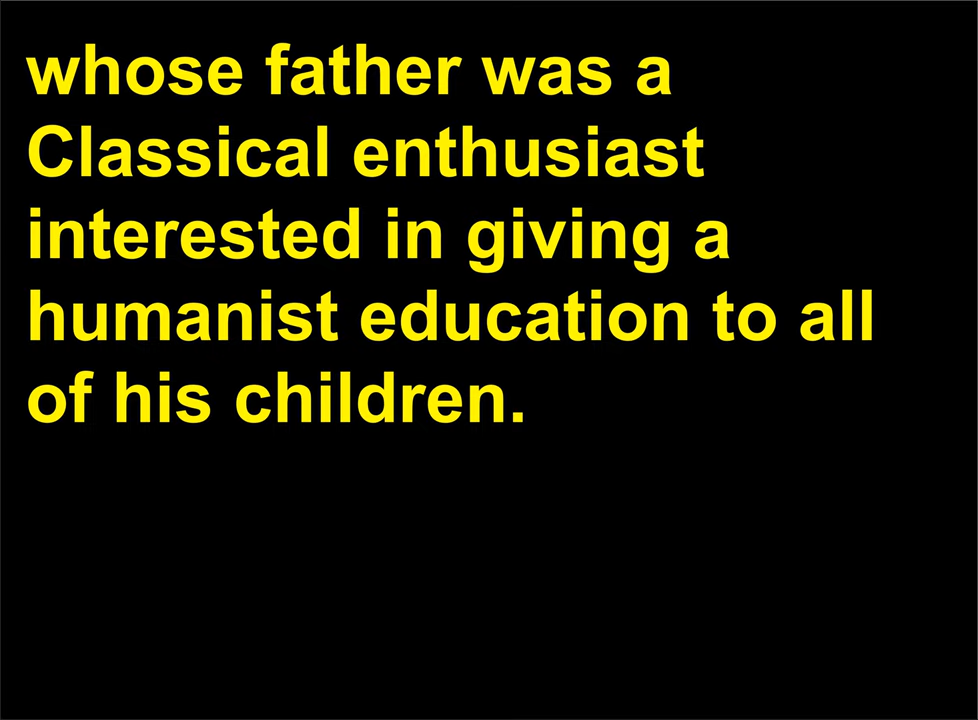 whose father was a
Classical enthusiast
interested in giving a
humanist education to all
of his children.